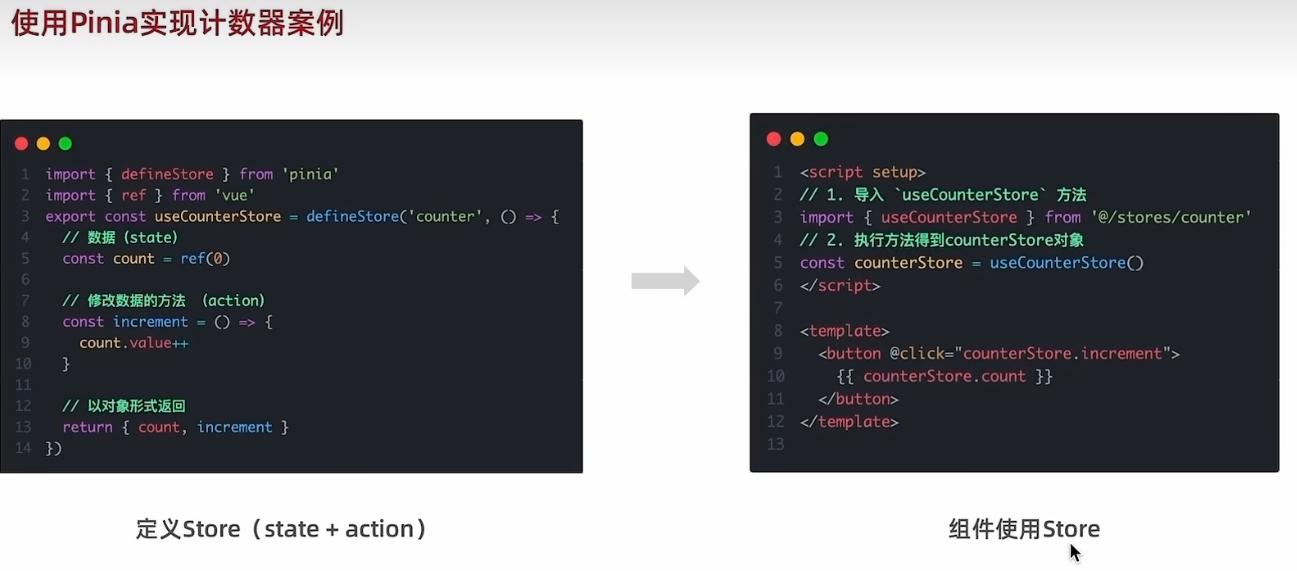 使用Pinia实现计数器案例
1 import { defineStore } from 'pinia'
2 import { ref } from 'vue'
3 export const useCounterStore = defineStore('counter', () => {
4 // 数据 (state)
5 const count = ref(0)
6
7 // 修改数据的方法 (action)
8 const increment = () => {
9 count.value++
10 }
11
12 // 以对象形式返回
13 return { count, increment }
14 })
定义Store（state + action）
1 <script setup>
2 // 1. 导入 `useCounterStore` 方法
3 import { useCounterStore } from '@/stores/counter'
4 // 2. 执行方法得到counterStore对象
5 const counterStore = useCounterStore()
6 </script>
7
8 <template>
9 <button @click="counterStore.increment">
10 {{ counterStore.count }}
11 </button>
12 </template>
13
组件使用Store